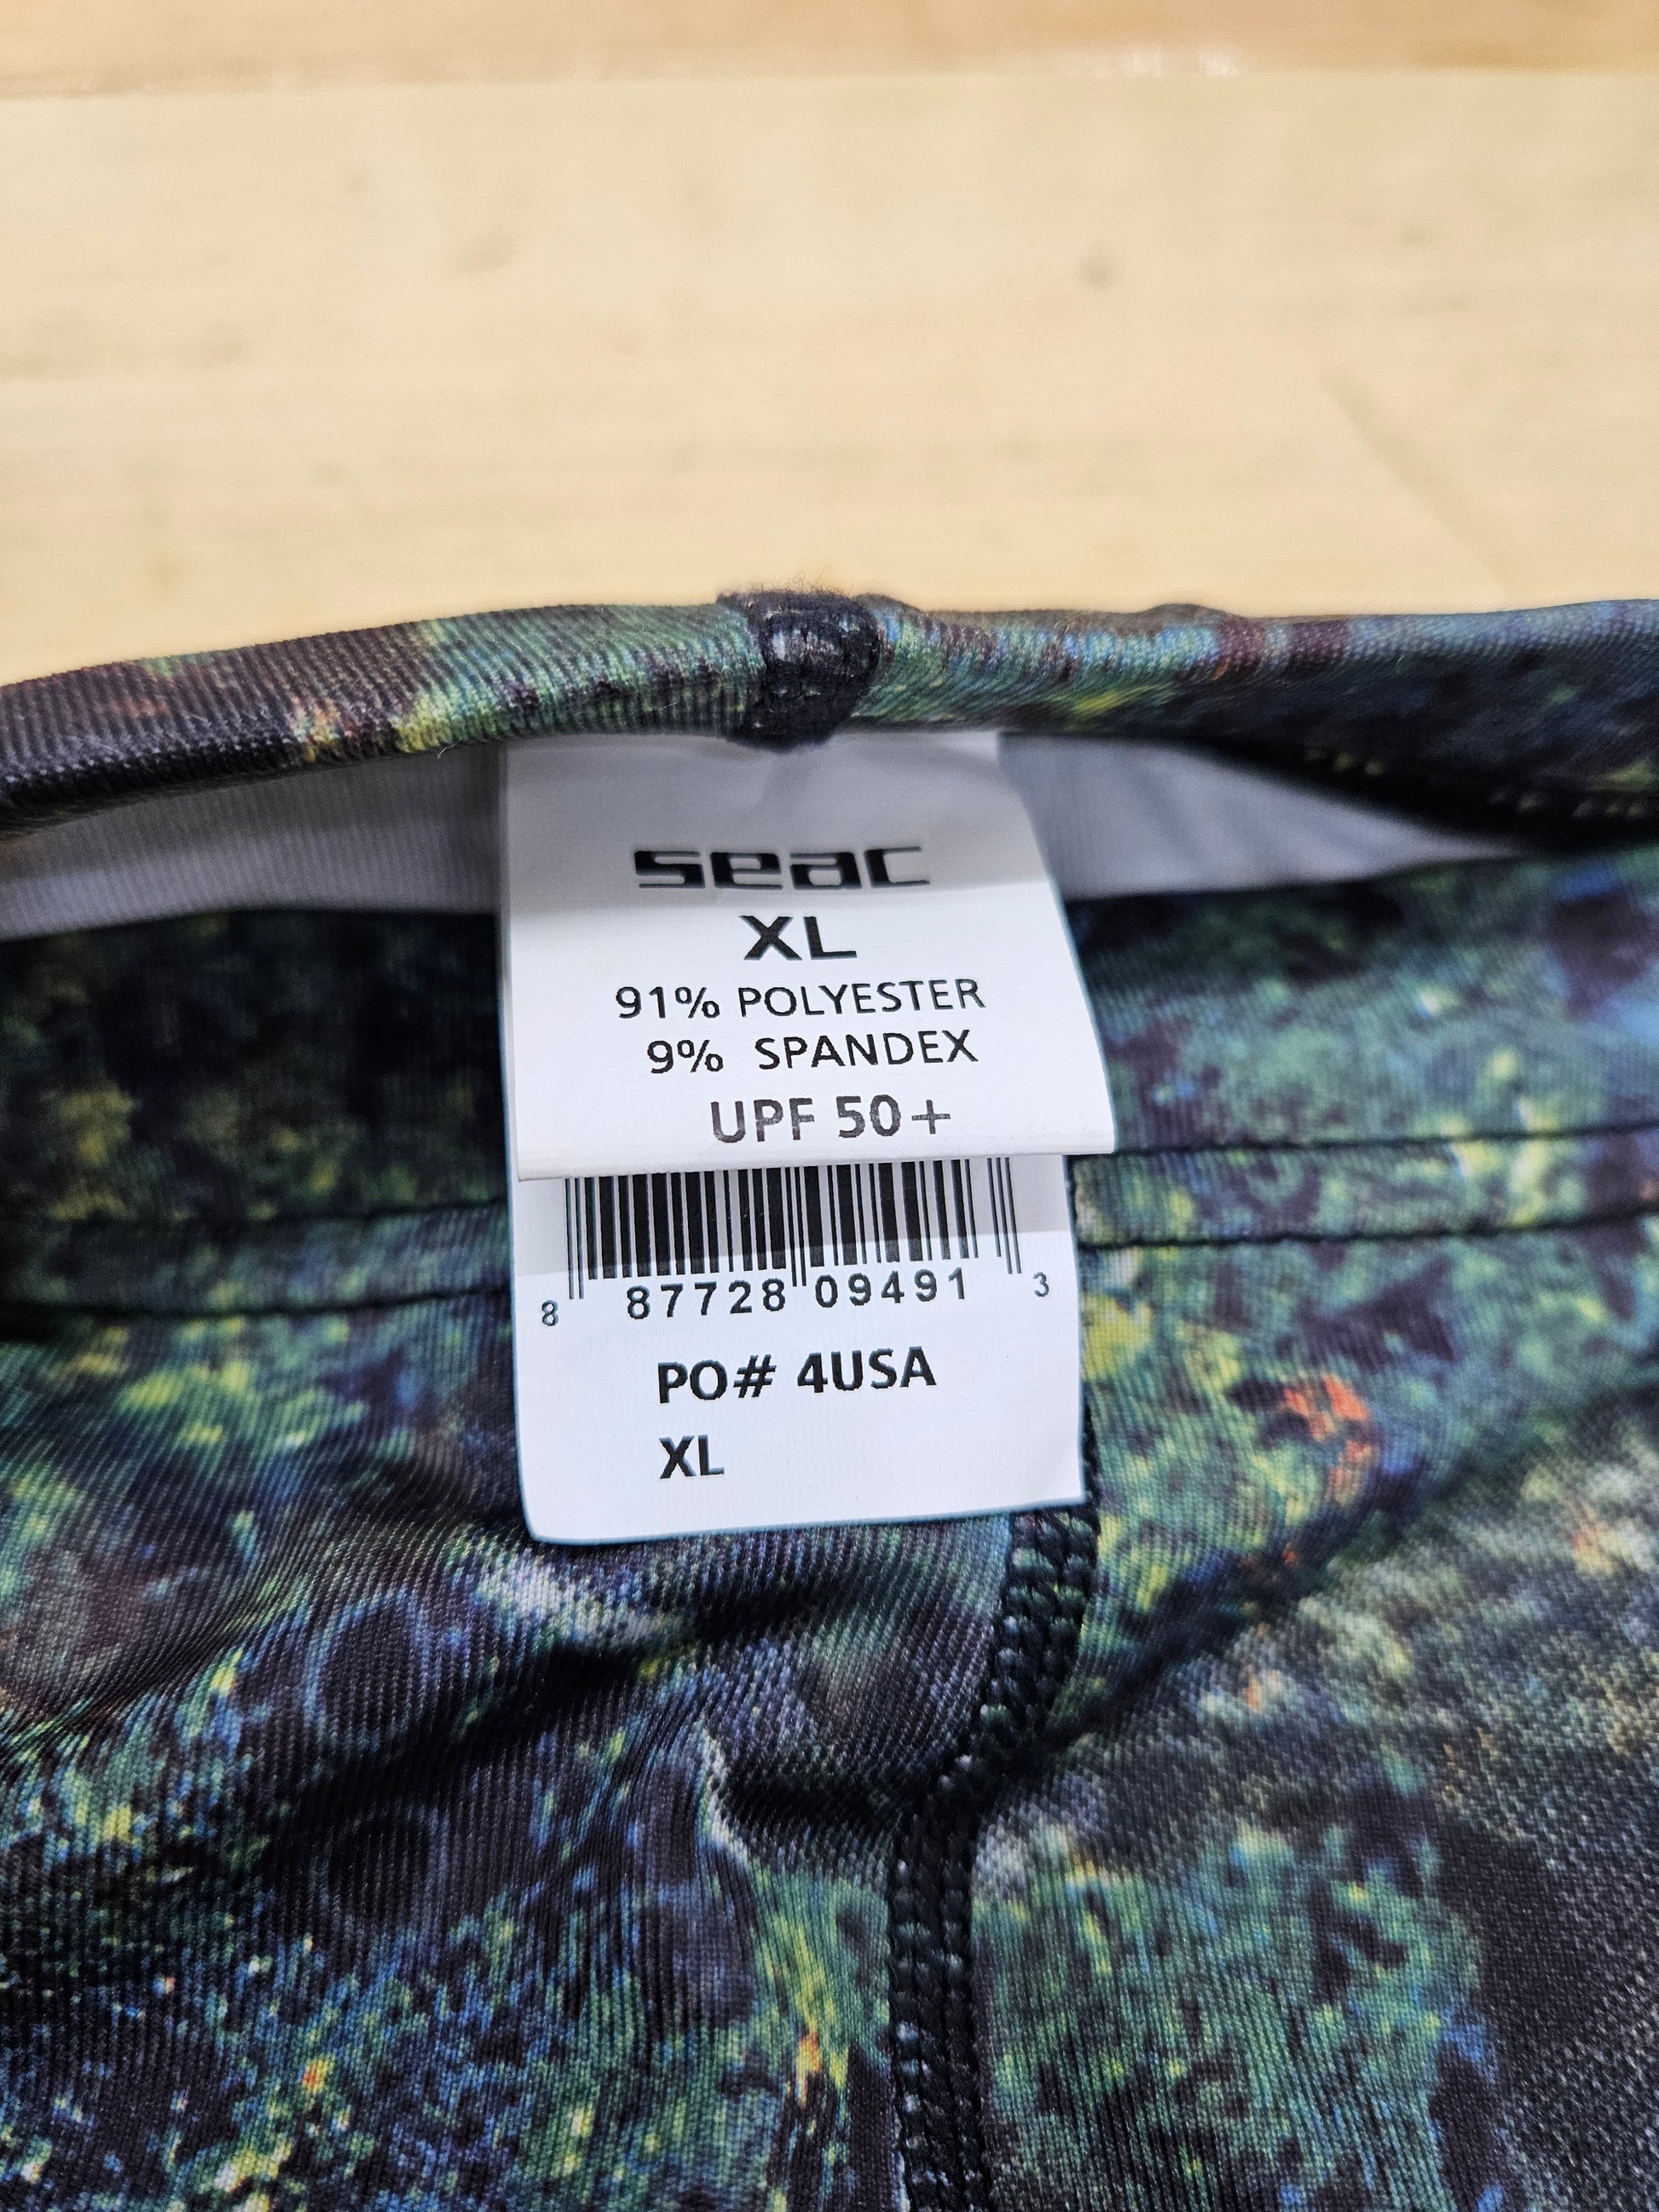 seac
XL
91% POLYESTER
9% SPANDEX
UPF 50+
8 87728 09491 3
PO# 4USA
XL